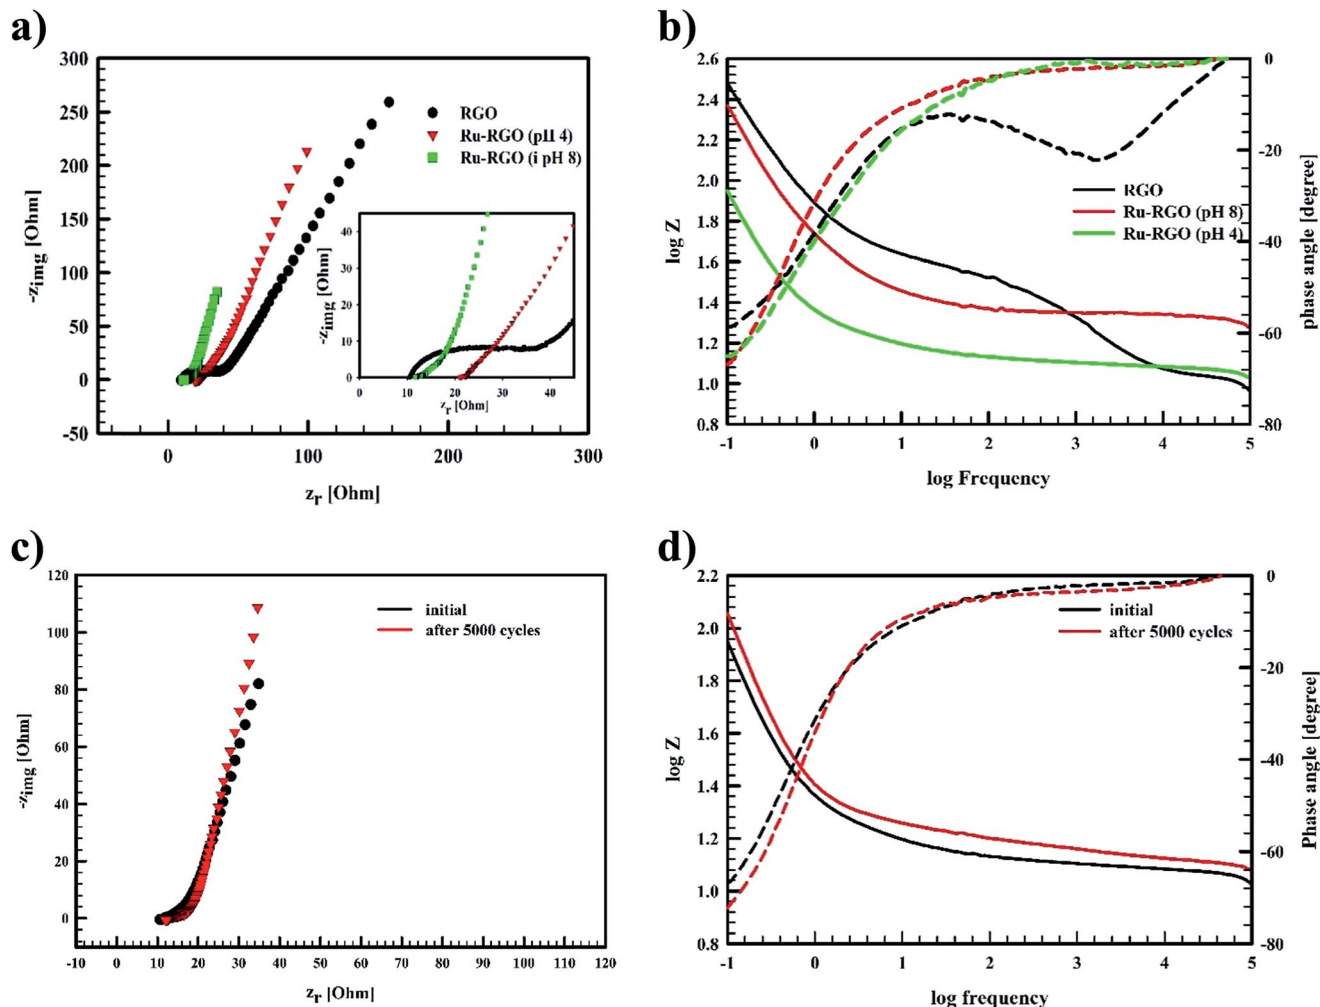 a)
300
250
200
150
100
50
0
-50
-z_img [Ohm]
RGO
Ru-RGO (pH 4)
Ru-RGO (i pH 8)
40
30
20
10
0
-z_img [Ohm]
0 10 20 30 40
z_r [Ohm]
0 100 200 300
z_r [Ohm]
b)
2.6
2.4
2.2
2.0
1.8
1.6
1.4
1.2
1.0
0.8
log Z
RGO
Ru-RGO (pH 8)
Ru-RGO (pH 4)
0
-20
-40
-60
-80
phase angle [degree]
-1 0 1 2 3 4 5
log Frequency
c)
120
100
80
60
40
20
0
-z_img [Ohm]
initial
after 5000 cycles
-10 0 10 20 30 40 50 60 70 80 90 100 110 120
z_r [Ohm]
d)
2.2
2.0
1.8
1.6
1.4
1.2
1.0
0.8
log Z
initial
after 5000 cycles
0
-20
-40
-60
-80
Phase angle [degree]
-1 0 1 2 3 4 5
log frequency